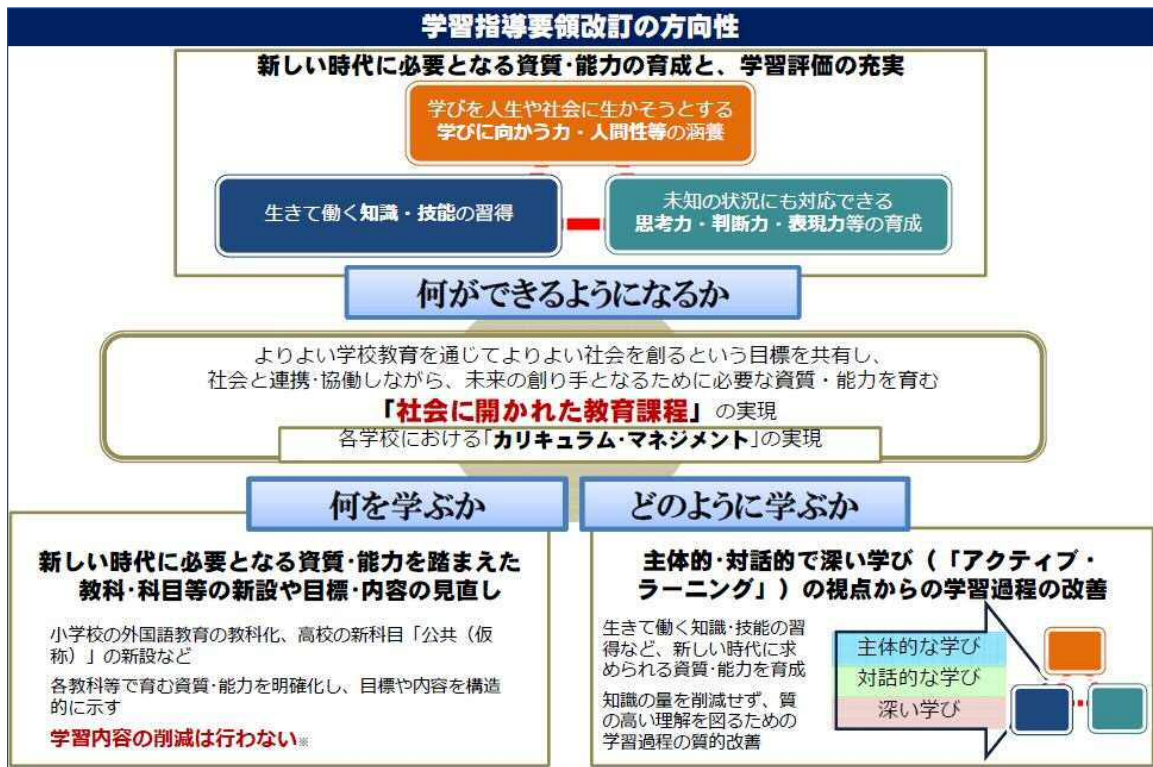 学習指導要領改訂の方向性
新しい時代に必要となる資質･能力の育成と、学習評価の充実
学びを人生や社会に生かそうとする
学びに向かう力・人間性等の涵養
生きて働く知識・技能の習得
未知の状況にも対応できる
思考力・判断力・表現力等の育成
何ができるようになるか
よりよい学校教育を通じてよりよい社会を創るという目標を共有し、
社会と連携･協働しながら、未来の創り手となるために必要な資質・能力を育む
「社会に開かれた教育課程」の実現
各学校における「カリキュラム･マネジメント」の実現
何を学ぶか
新しい時代に必要となる資質･能力を踏まえた
教科･科目等の新設や目標･内容の見直し
小学校の外国語教育の教科化、高校の新科目「公共（仮
称）」の新設など
各教科等で育む資質･能力を明確化し、目標や内容を構造
的に示す
学習内容の削減は行わない※
どのように学ぶか
主体的･対話的で深い学び（「アクティブ・
ラーニング」）の視点からの学習過程の改善
生きて働く知識･技能の習
得など、新しい時代に求
められる資質･能力を育成
知識の量を削減せず、質
の高い理解を図るための
学習過程の質的改善
主体的な学び
対話的な学び
深い学び